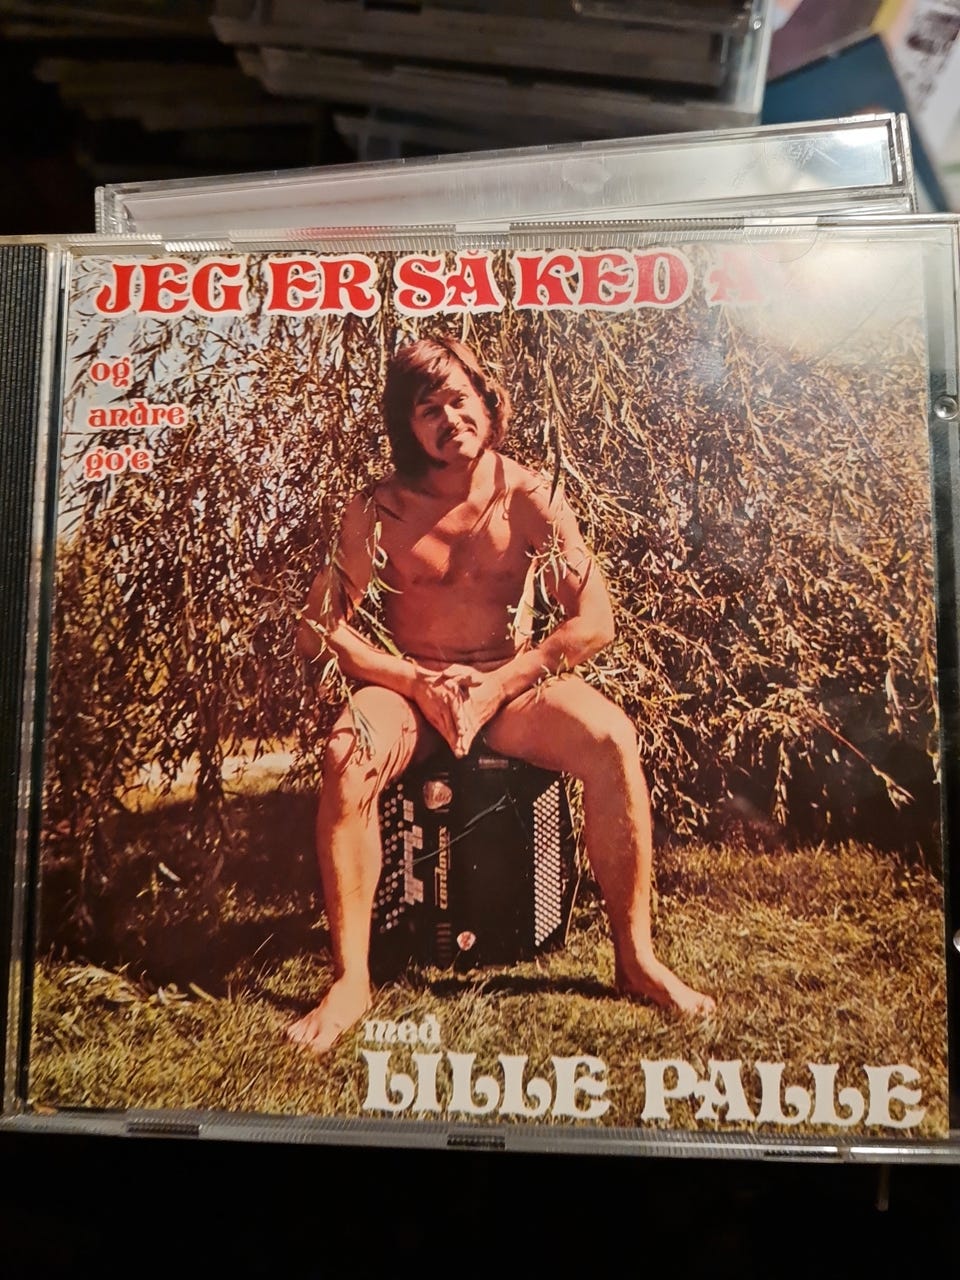 JEG ER SÅ KED A
og
andre
go'e
med
LILLE PALLE